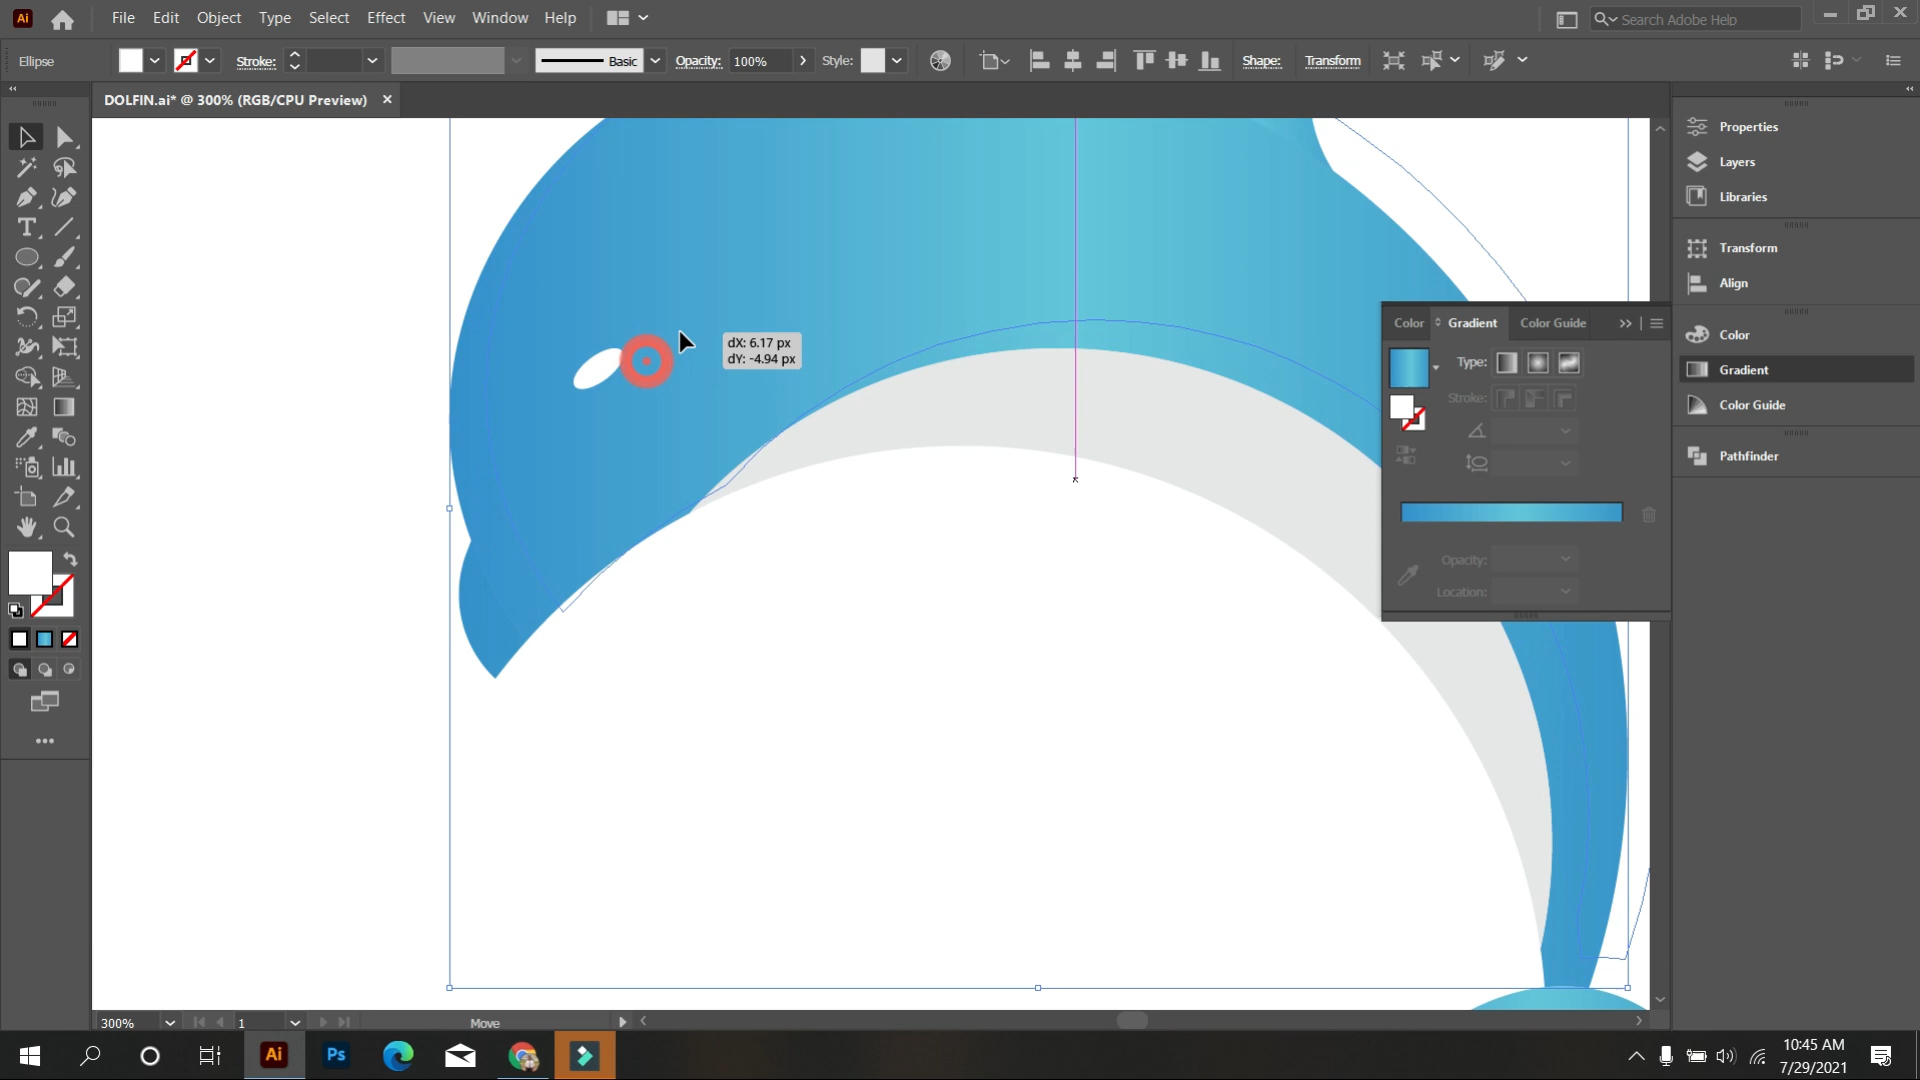 Ai File Edit Object Type Select Effect View Window Help Search Adobe Help
Ellipse Stroke: Basic Opacity: 100% Style: Shape: Transform
DOLFIN.ai* @ 300% (RGB/CPU Preview) ×
Properties
Layers
Libraries
Transform
Align
Color
Gradient
Color Guide
Pathfinder
dX: 6.17 px
dY: -4.94 px
Color Gradient Color Guide
Type:
Stroke:
Opacity:
Location:
300% 1 Move
Ai Ps
10:45 AM
7/29/2021